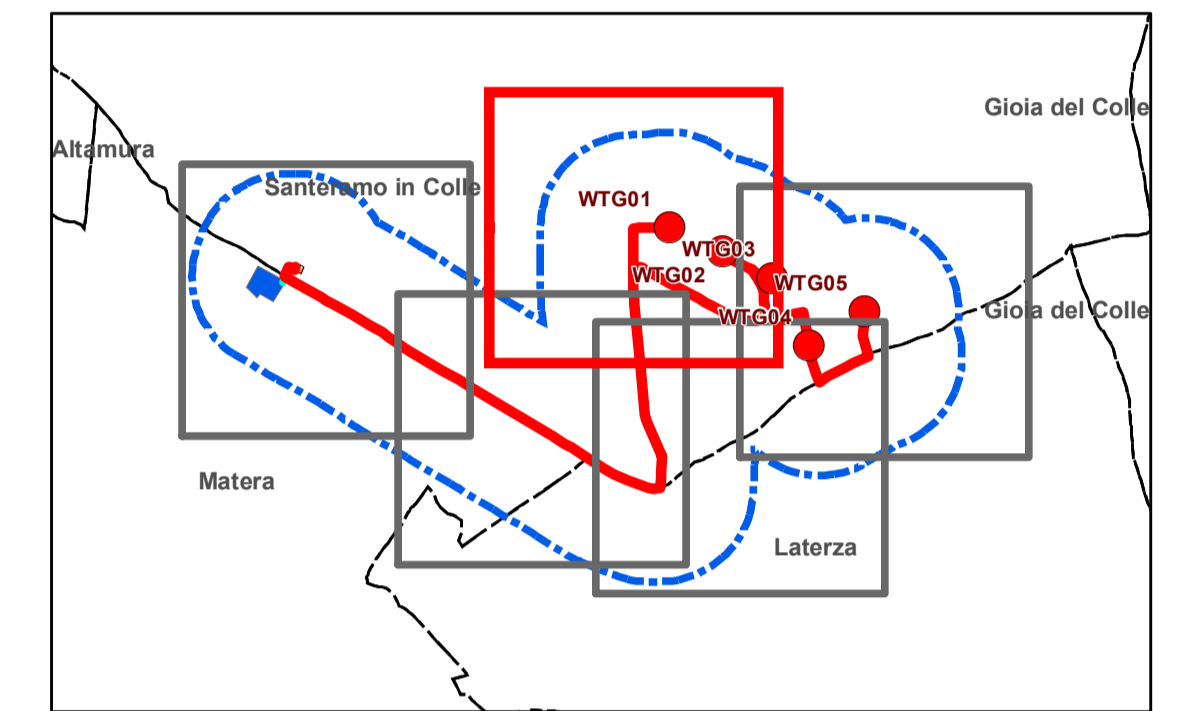 Gioia del Colle
Altamura
Santeramo in Colle
WTG01
WTG03
WTG02
WTG05
Gioia del Colle
WTG04
Matera
Laterza